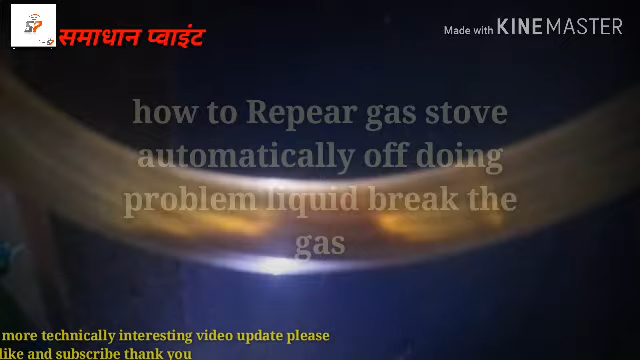 समाधान प्वाइंट
Made with KINEMASTER
how to Repear gas stove
automatically off doing
problem liquid break the
gas
more technically interesting video update please
like and subscribe thank you